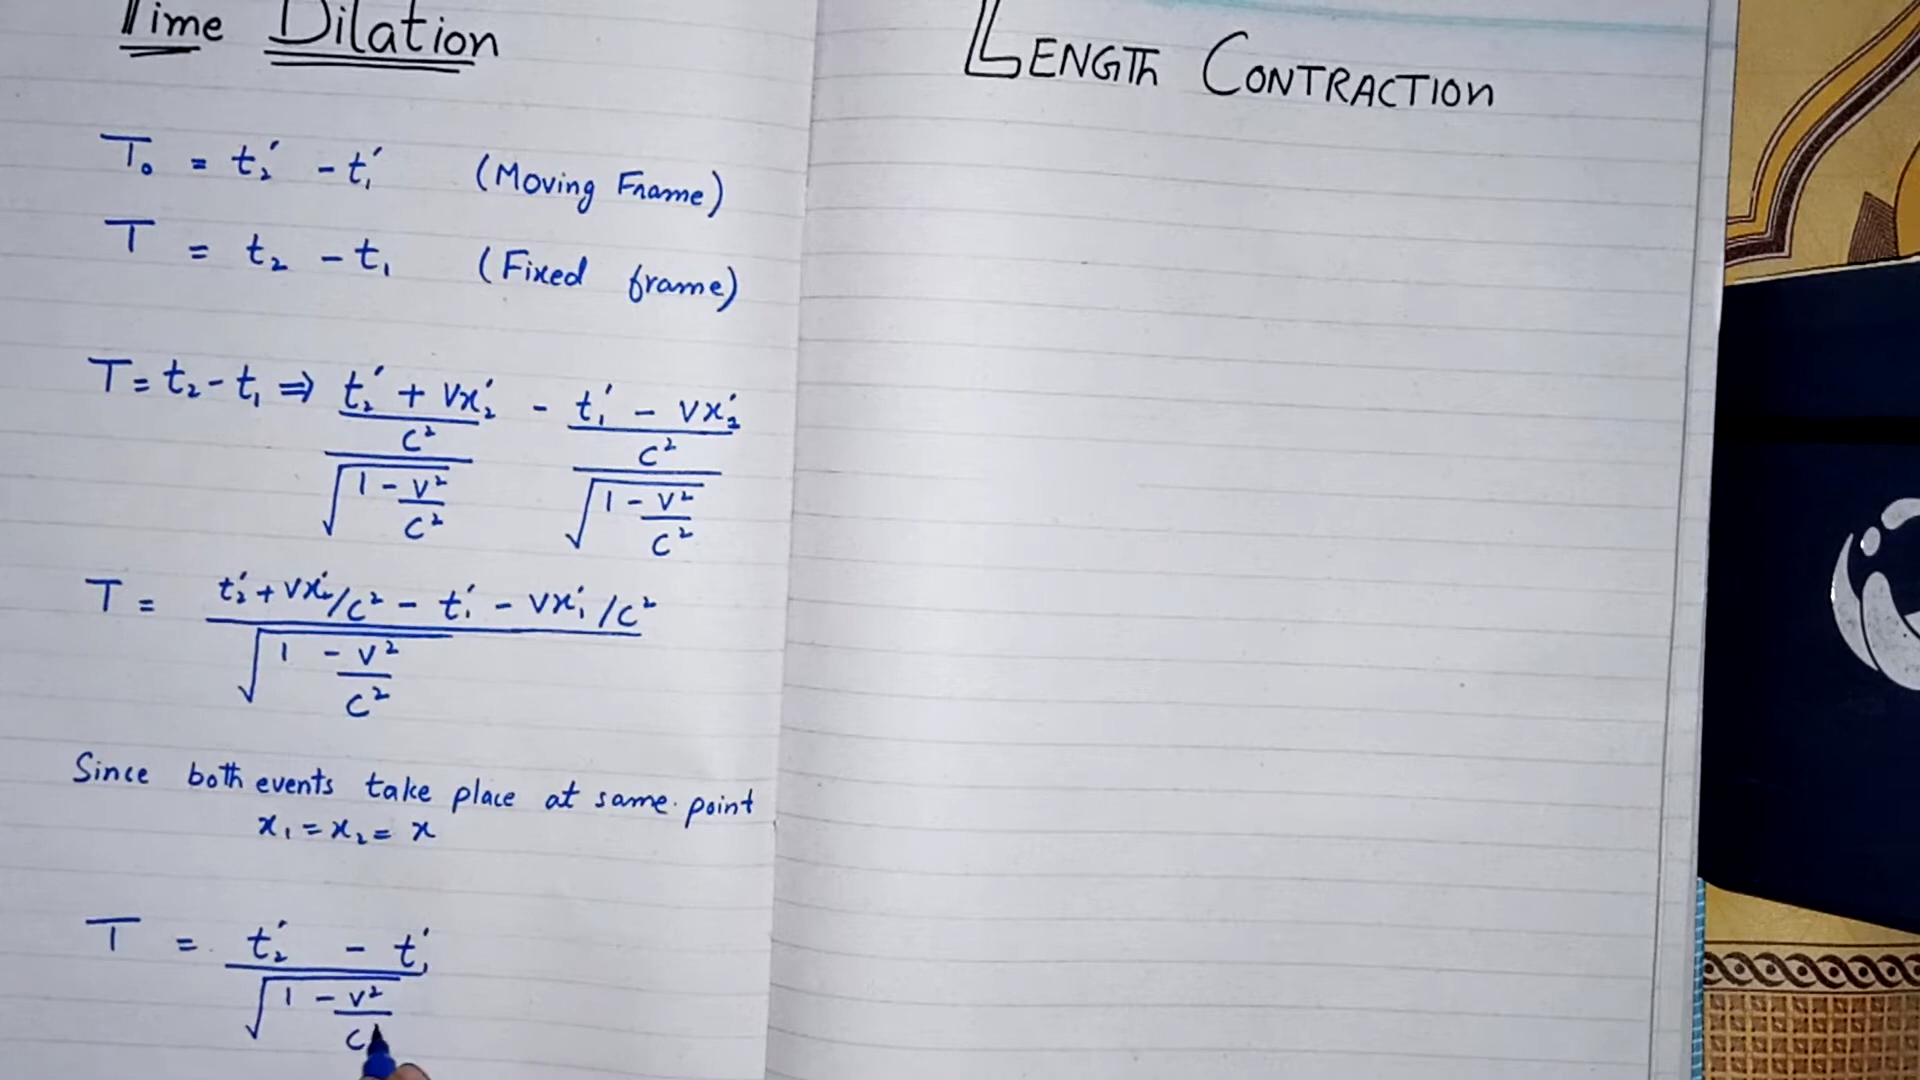 Time Dilation
T₀ = t₂′ - t₁′ (Moving Frame)
T = t₂ - t₁ (Fixed frame)
T = t₂ - t₁ ⇒ (t₂′ + vx₂′/c²)/√(1 - v²/c²) - (t₁′ - vx₂′/c²)/√(1 - v²/c²)
T = (t₂′ + vx₂′/c² - t₁′ - vx₁′/c²)/√(1 - v²/c²)
Since both events take place at same point
x₁ = x₂ = x
T = (t₂′ - t₁′)/√(1 - v²/c
LENGTH CONTRACTION